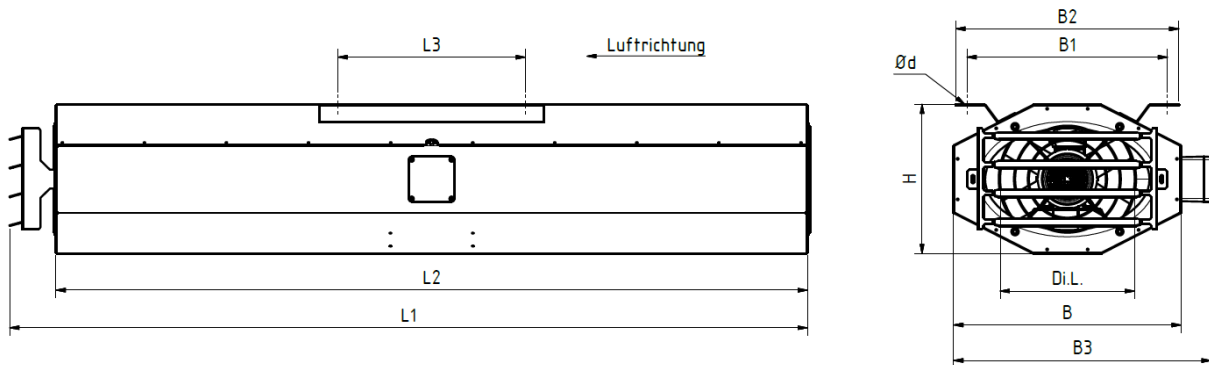 L3
Luftrichtung
L2
L1
B2
B1
Ød
H
Di.L.
B
B3